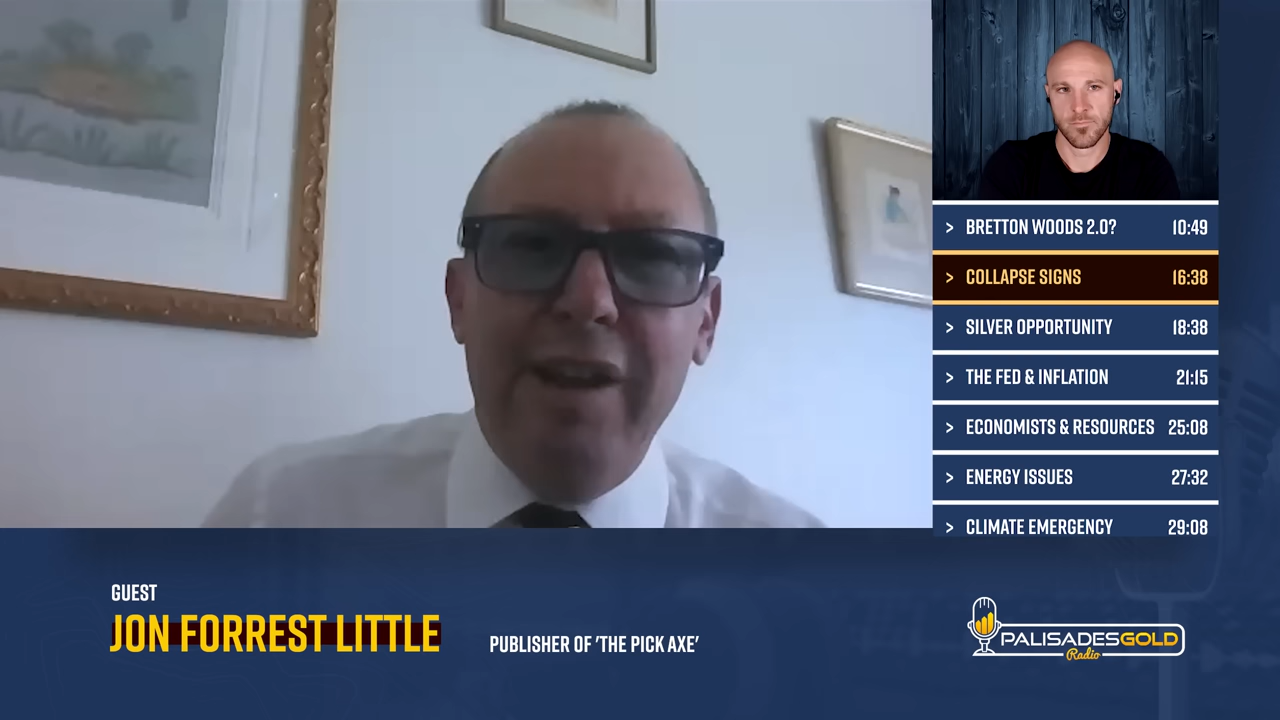 > BRETTON WOODS 2.0? 10:49
> COLLAPSE SIGNS 16:38
> SILVER OPPORTUNITY 18:38
> THE FED & INFLATION 21:15
> ECONOMISTS & RESOURCES 25:08
> ENERGY ISSUES 27:32
> CLIMATE EMERGENCY 29:08
GUEST
JON FORREST LITTLE
PUBLISHER OF 'THE PICK AXE'
PALISADESGOLD
Radio